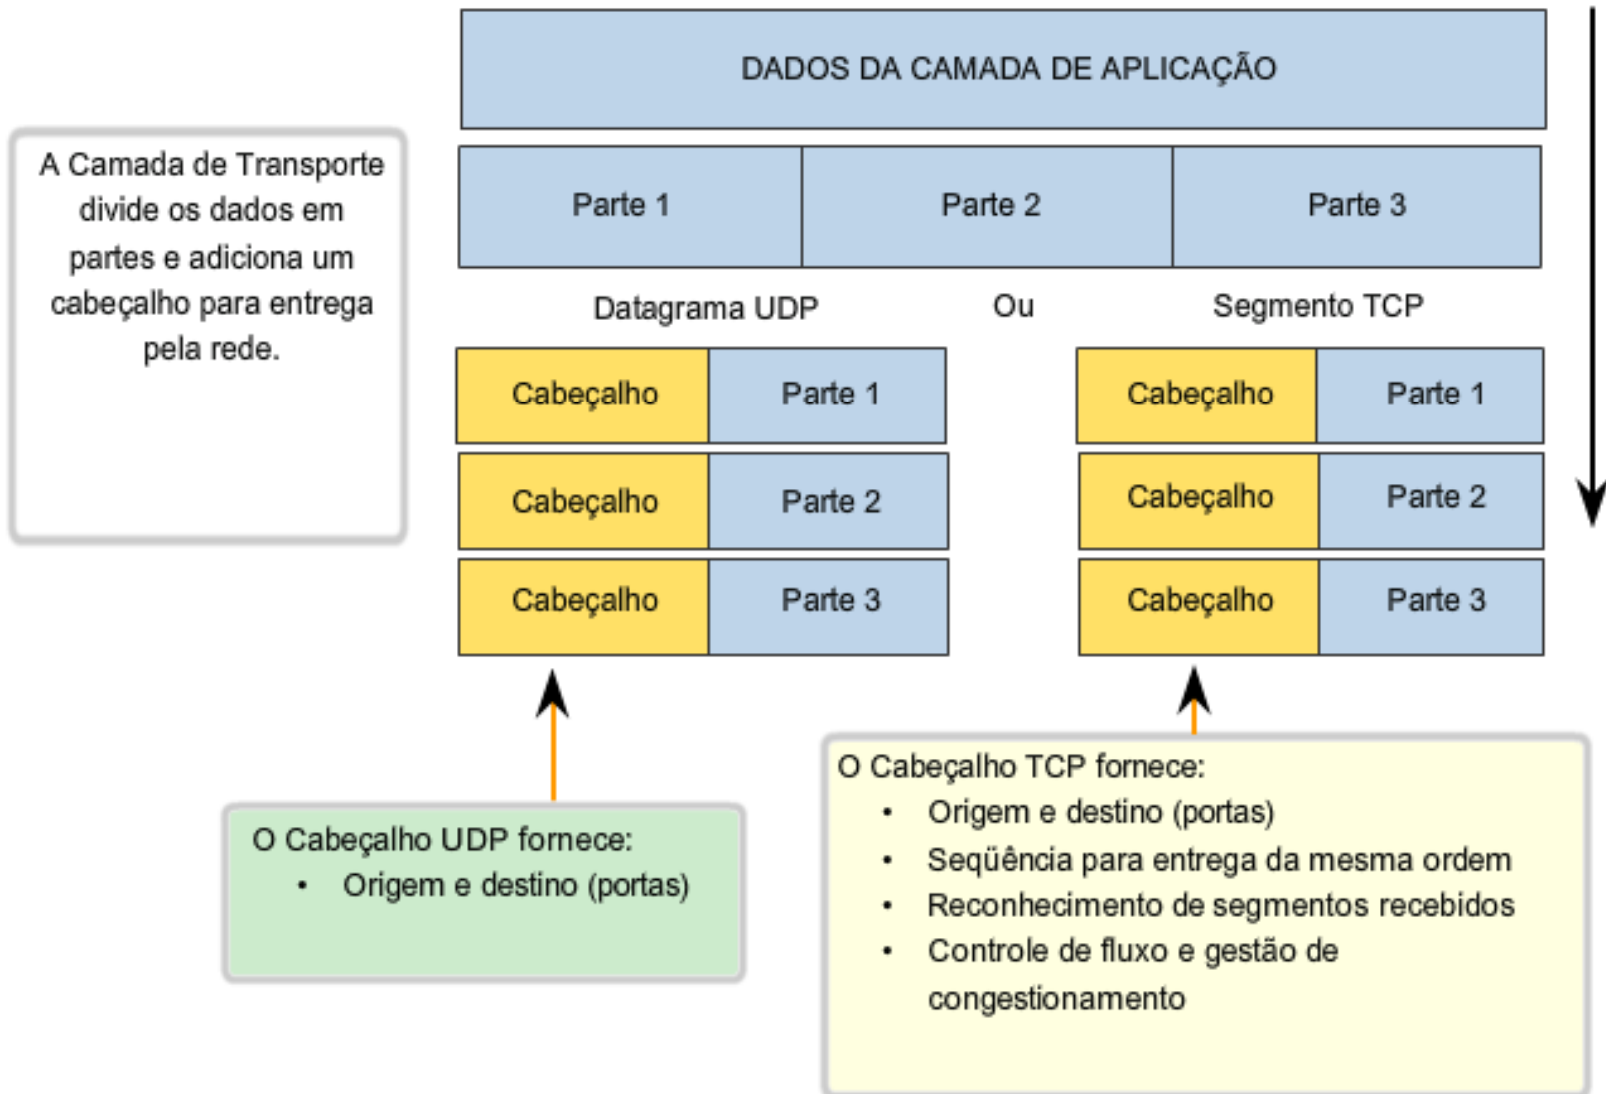 DADOS DA CAMADA DE APLICAÇÃO
A Camada de Transporte
divide os dados em
partes e adiciona um
cabeçalho para entrega
pela rede.
Parte 1
Parte 2
Parte 3
Datagrama UDP
Ou
Segmento TCP
Cabeçalho
Parte 1
Cabeçalho
Parte 2
Cabeçalho
Parte 3
Cabeçalho
Parte 1
Cabeçalho
Parte 2
Cabeçalho
Parte 3
O Cabeçalho UDP fornece:
• Origem e destino (portas)
O Cabeçalho TCP fornece:
• Origem e destino (portas)
• Seqüência para entrega da mesma ordem
• Reconhecimento de segmentos recebidos
• Controle de fluxo e gestão de
congestionamento